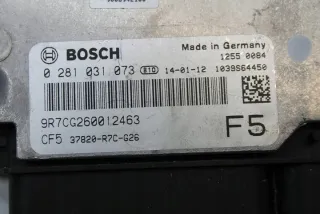 BOSCH
Made in Germany
1255 0084
0 281 031 073 810 14-01-12 1039S64450
9R7CG260012463
F5
CF5 37820-R7C-G26